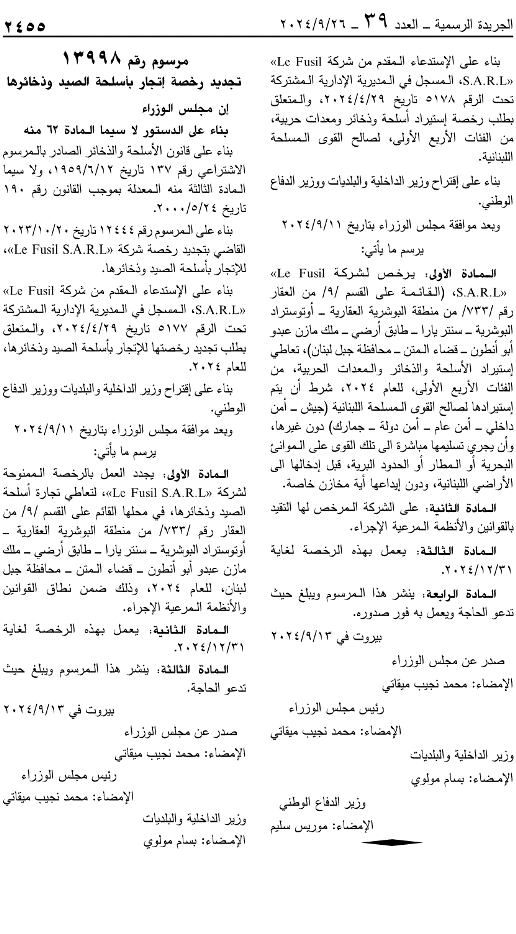 الجريدة الرسمية ــ العدد ٣٩ ــ ٢٠٢٤/٩/٢٦
٢٤٥٥
بناء على الإستدعاء المقدم من شركة «Le Fusil
S.A.R.L»، المسجل في المديرية الإدارية المشتركة
تحت الرقم ٥١٧٨ تاريخ ٢٠٢٤/٤/٢٩، والمتعلق
بطلب رخصة إستيراد أسلحة وذخائر ومعدات حربية،
من الفئات الأربع الأولى، لصالح القوى المسلحة
اللبنانية.
بناء على إقتراح وزير الداخلية والبلديات ووزير الدفاع
الوطني.
وبعد موافقة مجلس الوزراء بتاريخ ٢٠٢٤/٩/١١
يرسم ما يأتي:
المادة الأولى: يرخص لشركة «Le Fusil
S.A.R.L»، (القائمة على القسم /٩/ من العقار
رقم /٧٣٣/ من منطقة البوشرية العقارية ــ أوتوستراد
البوشرية ــ سنتر يارا ــ طابق أرضي ــ ملك مازن عبدو
أبو أنطون ــ قضاء المتن ــ محافظة جبل لبنان)، تعاطي
إستيراد الأسلحة والذخائر والمعدات الحربية، من
الفئات الأربع الأولى، للعام ٢٠٢٤، شرط أن يتم
إستيرادها لصالح القوى المسلحة اللبنانية (جيش ــ أمن
داخلي ــ أمن عام ــ أمن دولة ــ جمارك) دون غيرها،
وأن يجري تسليمها مباشرة الى تلك القوى على الموانئ
البحرية أو المطار أو الحدود البرية، قبل إدخالها الى
الأراضي اللبنانية، ودون إيداعها أية مخازن خاصة.
المادة الثانية: على الشركة المرخص لها التقيد
بالقوانين والأنظمة المرعية الإجراء.
المادة الثالثة: يعمل بهذه الرخصة لغاية
٢٠٢٤/١٢/٣١.
المادة الرابعة: ينشر هذا المرسوم ويبلغ حيث
تدعو الحاجة ويعمل به فور صدوره.
بيروت في ٢٠٢٤/٩/١٣
صدر عن مجلس الوزراء
الإمضاء: محمد نجيب ميقاتي
رئيس مجلس الوزراء
الإمضاء: محمد نجيب ميقاتي
وزير الداخلية والبلديات
الإمضاء: بسام مولوي
وزير الدفاع الوطني
الإمضاء: موريس سليم
مرسوم رقم ١٣٩٩٨
تجديد رخصة إتجار بأسلحة الصيد وذخائرها
إن مجلس الوزراء
بناء على الدستور لا سيما المادة ٦٢ منه
بناء على قانون الأسلحة والذخائر الصادر بالمرسوم
الاشتراعي رقم ١٣٧ تاريخ ١٩٥٩/٦/١٢، ولا سيما
المادة الثالثة منه المعدلة بموجب القانون رقم ١٩٠
تاريخ ٢٠٠٠/٥/٢٤.
بناء على المرسوم رقم ١٢٤٤٤ تاريخ ٢٠٢٣/١٠/٢٠
القاضي بتجديد رخصة شركة «Le Fusil S.A.R.L»،
للإتجار بأسلحة الصيد وذخائرها.
بناء على الإستدعاء المقدم من شركة «Le Fusil
S.A.R.L»، المسجل في المديرية الإدارية المشتركة
تحت الرقم ٥١٧٧ تاريخ ٢٠٢٤/٤/٢٩، والمتعلق
بطلب تجديد رخصتها للإتجار بأسلحة الصيد وذخائرها،
للعام ٢٠٢٤.
بناء على إقتراح وزير الداخلية والبلديات ووزير الدفاع
الوطني.
وبعد موافقة مجلس الوزراء بتاريخ ٢٠٢٤/٩/١١
يرسم ما يأتي:
المادة الأولى: يجدد العمل بالرخصة الممنوحة
لشركة «Le Fusil S.A.R.L»، لتعاطي تجارة أسلحة
الصيد وذخائرها، في محلها القائم على القسم /٩/ من
العقار رقم /٧٣٣/ من منطقة البوشرية العقارية ــ
أوتوستراد البوشرية ــ سنتر يارا ــ طابق أرضي ــ ملك
مازن عبدو أبو أنطون ــ قضاء المتن ــ محافظة جبل
لبنان، للعام ٢٠٢٤، وذلك ضمن نطاق القوانين
والأنظمة المرعية الإجراء.
المادة الثانية: يعمل بهذه الرخصة لغاية
٢٠٢٤/١٢/٣١.
المادة الثالثة: ينشر هذا المرسوم ويبلغ حيث
تدعو الحاجة.
بيروت في ٢٠٢٤/٩/١٣
صدر عن مجلس الوزراء
الإمضاء: محمد نجيب ميقاتي
رئيس مجلس الوزراء
الإمضاء: محمد نجيب ميقاتي
وزير الداخلية والبلديات
الإمضاء: بسام مولوي